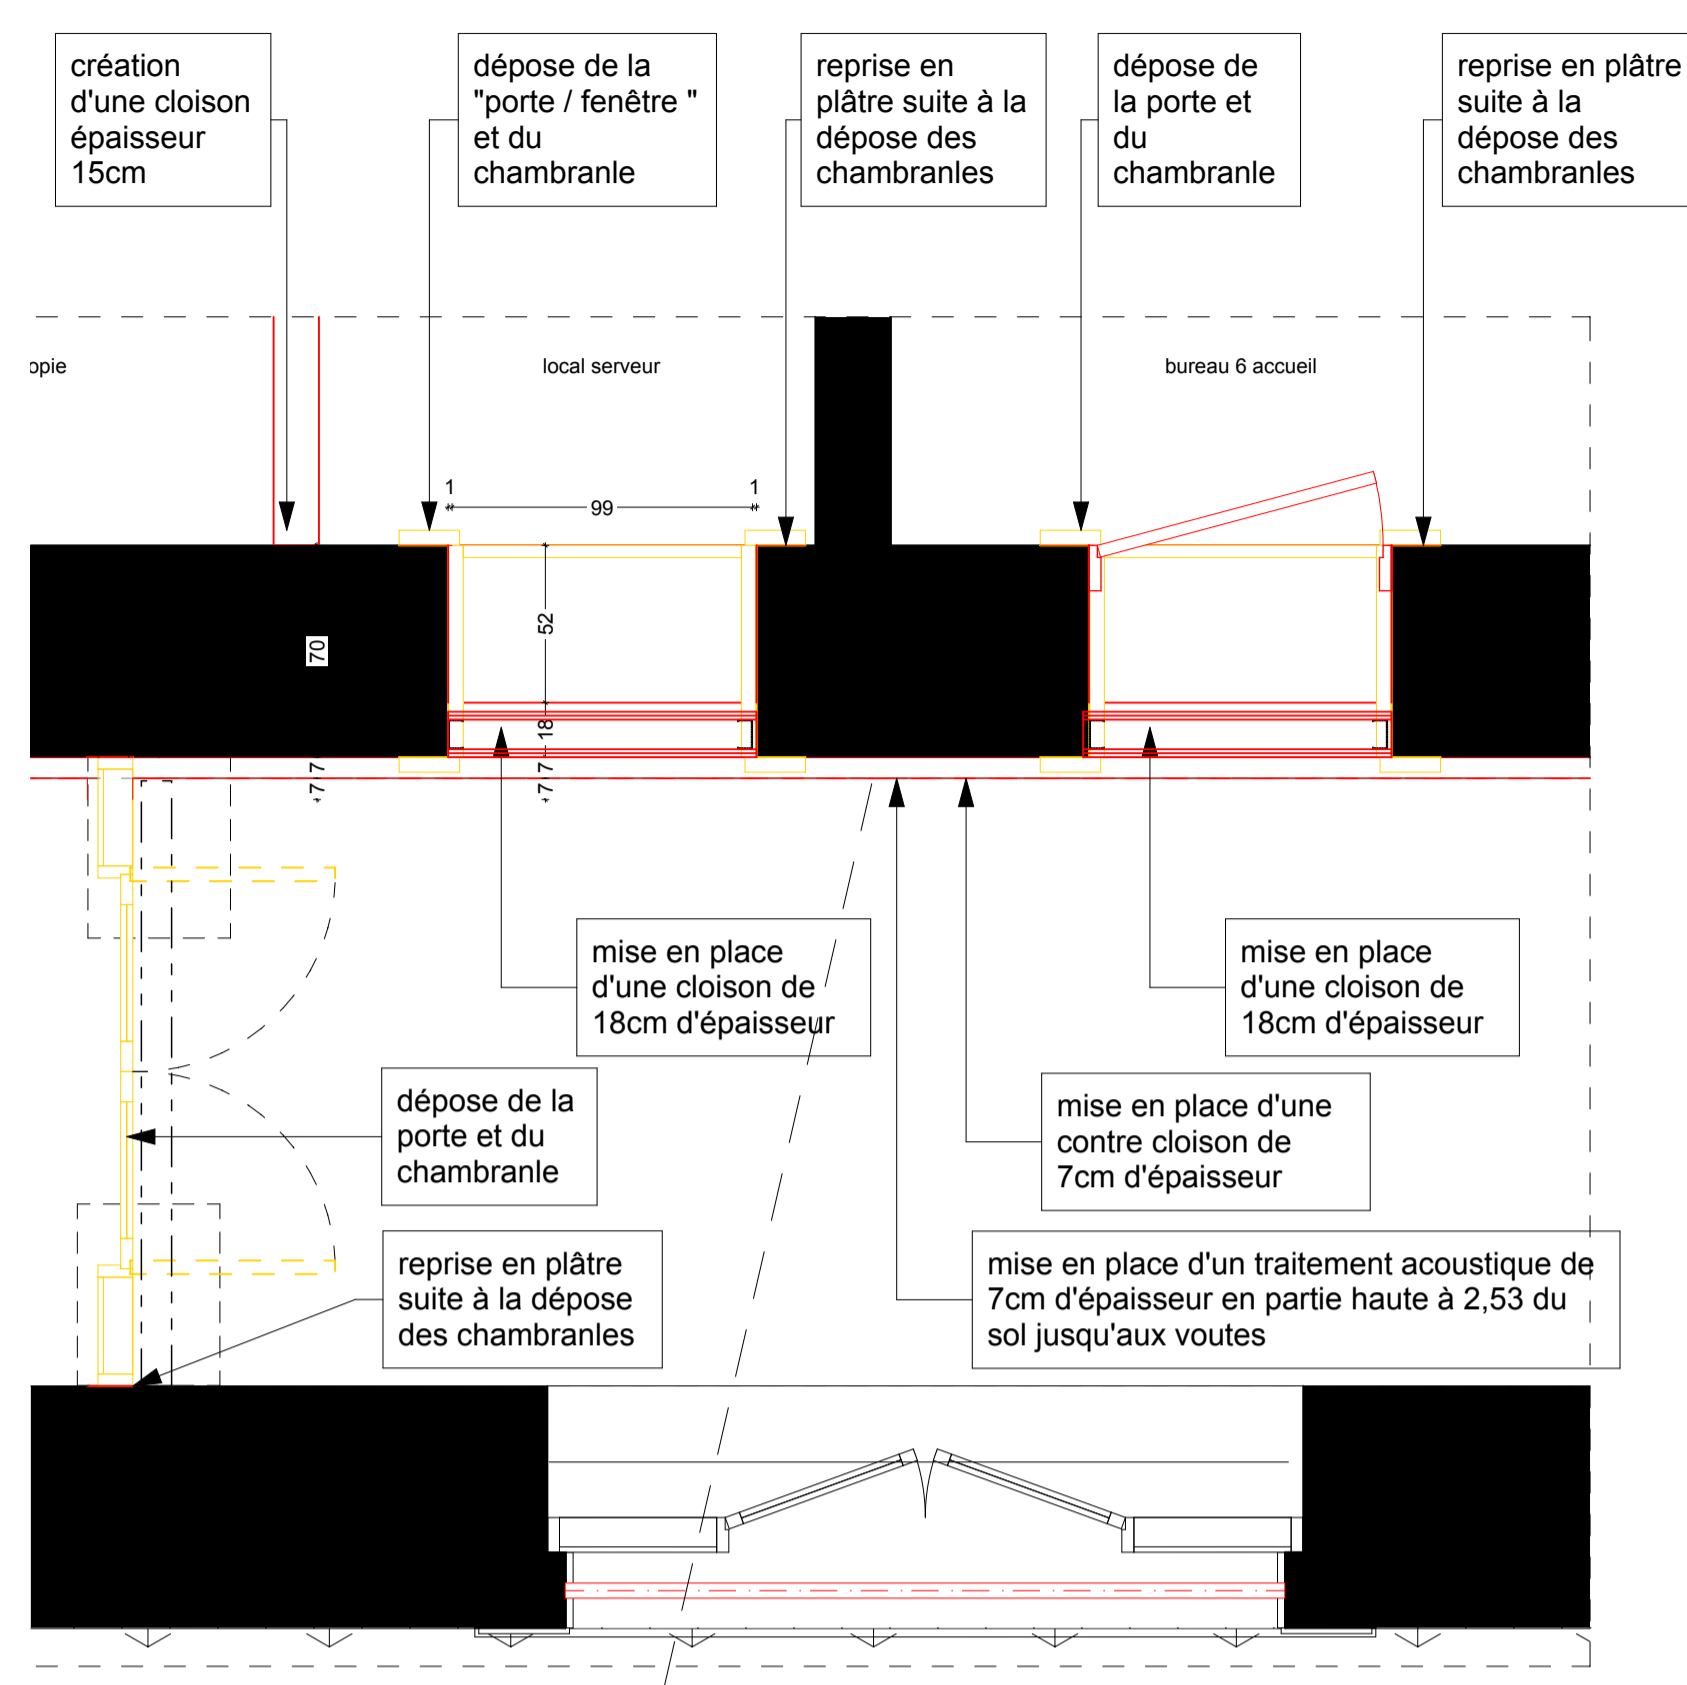 création
d'une cloison
épaisseur
15cm
dépose de la
"porte / fenêtre "
et du
chambranle
reprise en
plâtre suite à la
dépose des
chambranles
dépose de
la porte et
du
chambranle
reprise en plâtre
suite à la
dépose des
chambranles
opie
local serveur
bureau 6 accueil
1
99
1
52
70
18
7
7
7
7
mise en place
d'une cloison de
18cm d'épaisseur
mise en place
d'une cloison de
18cm d'épaisseur
dépose de la
porte et du
chambranle
mise en place d'une
contre cloison de
7cm d'épaisseur
reprise en plâtre
suite à la dépose
des chambranles
mise en place d'un traitement acoustique de
7cm d'épaisseur en partie haute à 2,53 du
sol jusqu'aux voutes